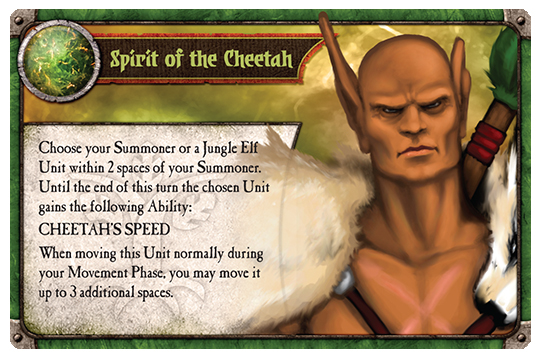 Spirit of the Cheetah
Choose your Summoner or a Jungle Elf
Unit within 2 spaces of your Summoner.
Until the end of this turn the chosen Unit
gains the following Ability:
CHEETAH'S SPEED
When moving this Unit normally during
your Movement Phase, you may move it
up to 3 additional spaces.